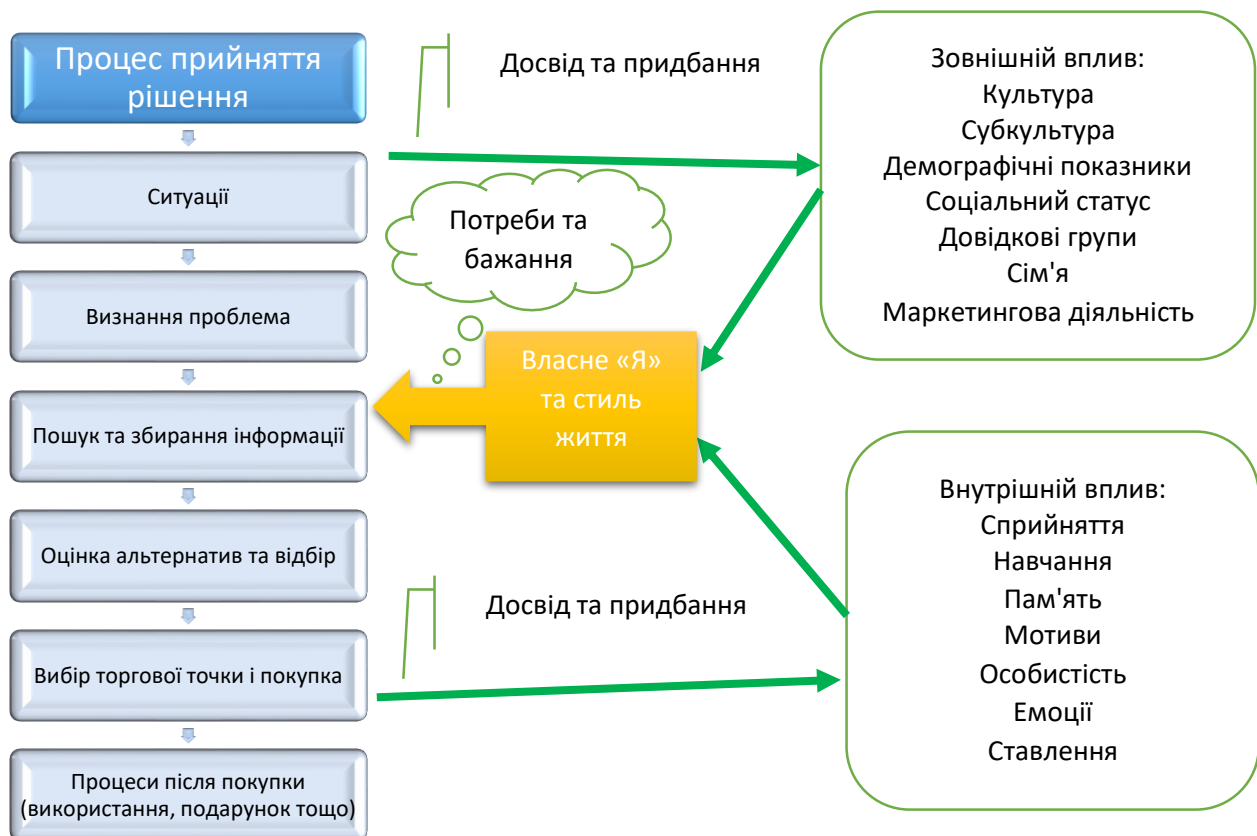 Процес прийняття
рішення
Ситуації
Визнання проблема
Пошук та збирання інформації
Оцінка альтернатив та відбір
Вибір торгової точки і покупка
Процеси після покупки
(використання, подарунок тощо)
Досвід та придбання
Потреби та
бажання
Власне «Я»
та стиль
життя
Досвід та придбання
Зовнішній вплив:
Культура
Субкультура
Демографічні показники
Соціальний статус
Довідкові групи
Сім'я
Маркетингова діяльність
Внутрішній вплив:
Сприйняття
Навчання
Пам'ять
Мотиви
Особистість
Емоції
Ставлення